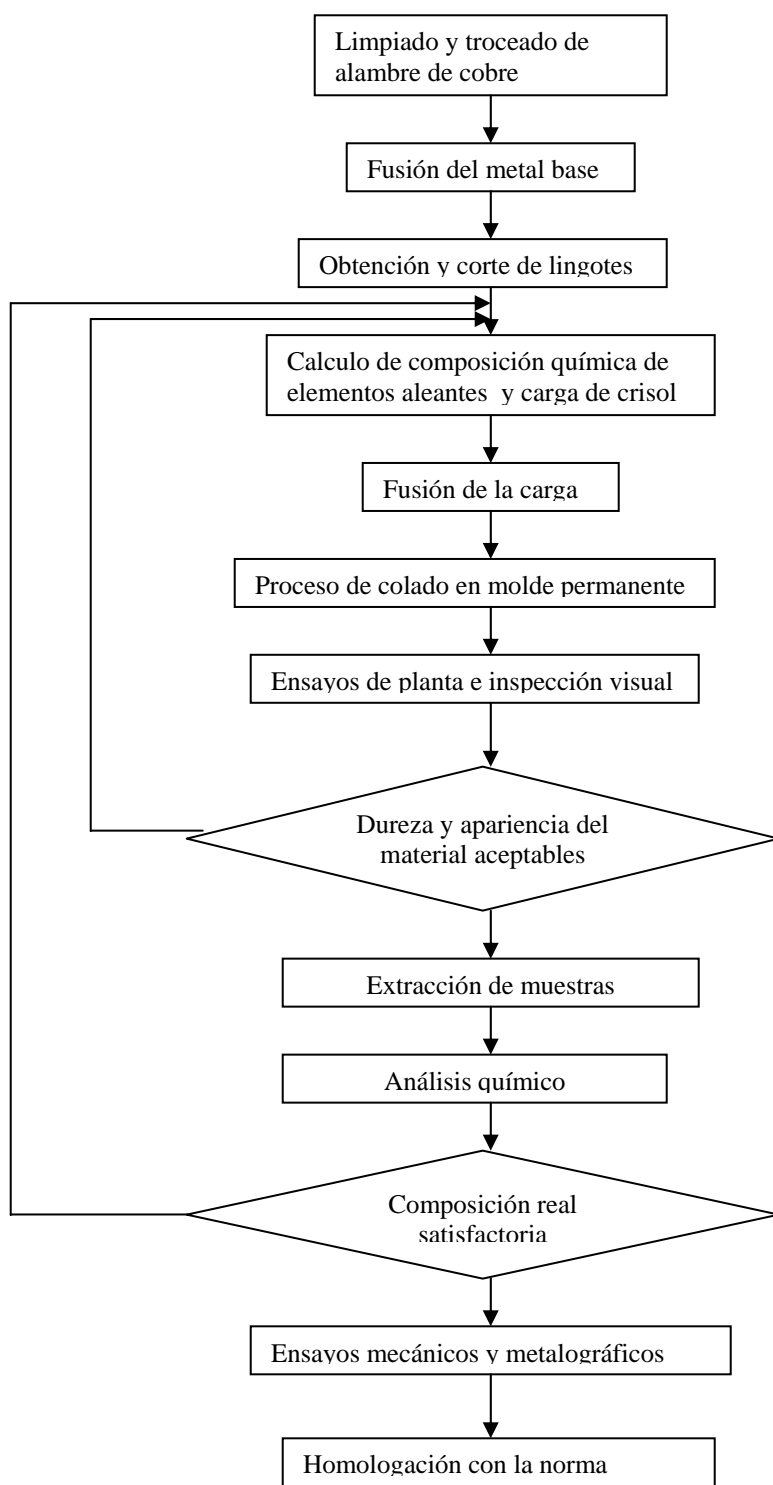 Limpiado y troceado de
alambre de cobre
Fusión del metal base
Obtención y corte de lingotes
Calculo de composición química de
elementos aleantes y carga de crisol
Fusión de la carga
Proceso de colado en molde permanente
Ensayos de planta e inspección visual
Dureza y apariencia del
material aceptables
Extracción de muestras
Análisis químico
Composición real
satisfactoria
Ensayos mecánicos y metalográficos
Homologación con la norma